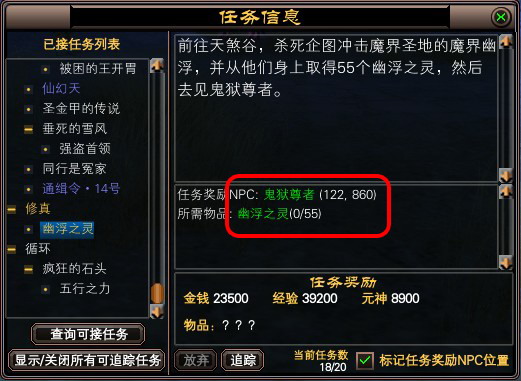 任务信息
已接任务列表
被困的王开胃
仙幻天
圣金甲的传说
垂死的雪风
强盗首领
同行是冤家
通缉令·14号
修真
幽浮之灵
循环
疯狂的石头
五行之力
查询可接任务
显示/关闭所有可追踪任务
前往天煞谷，杀死企图冲击魔界圣地的魔界幽
浮，并从他们身上取得55个幽浮之灵，然后
去见鬼狱尊者。
任务奖励NPC: 鬼狱尊者 (122, 860)
所需物品: 幽浮之灵(0/55)
任务奖励
金钱 23500 经验 39200 元神 8900
物品：? ? ?
放弃 追踪 当前任务数 18/20 标记任务奖励NPC位置